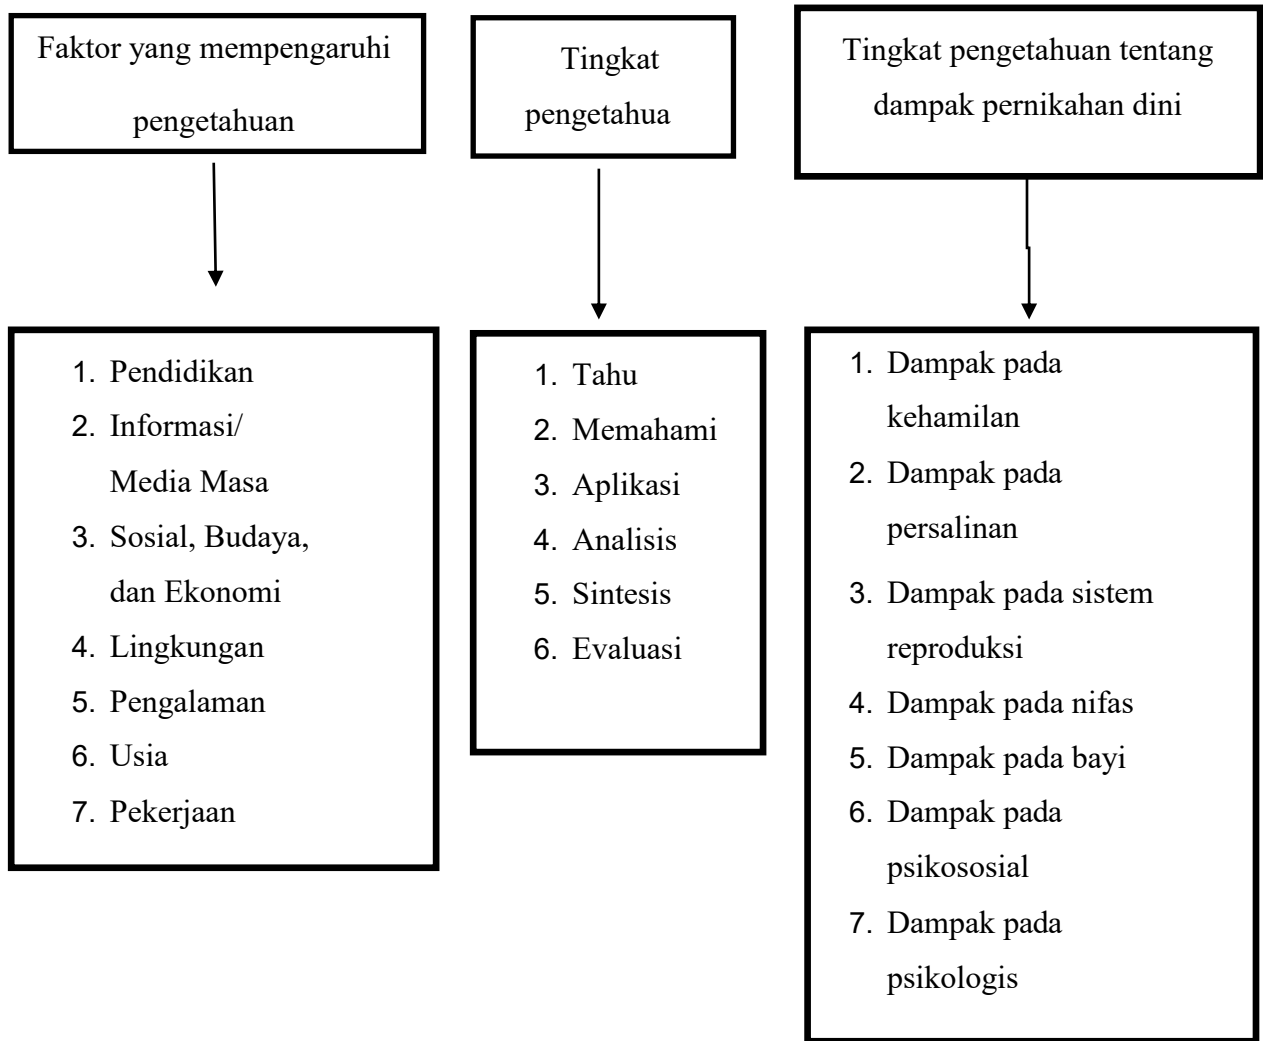 Faktor yang mempengaruhi
pengetahuan
Tingkat
pengetahua
Tingkat pengetahuan tentang
dampak pernikahan dini
1. Pendidikan
2. Informasi/
Media Masa
3. Sosial, Budaya,
dan Ekonomi
4. Lingkungan
5. Pengalaman
6. Usia
7. Pekerjaan
1. Tahu
2. Memahami
3. Aplikasi
4. Analisis
5. Sintesis
6. Evaluasi
1. Dampak pada
kehamilan
2. Dampak pada
persalinan
3. Dampak pada sistem
reproduksi
4. Dampak pada nifas
5. Dampak pada bayi
6. Dampak pada
psikososial
7. Dampak pada
psikologis